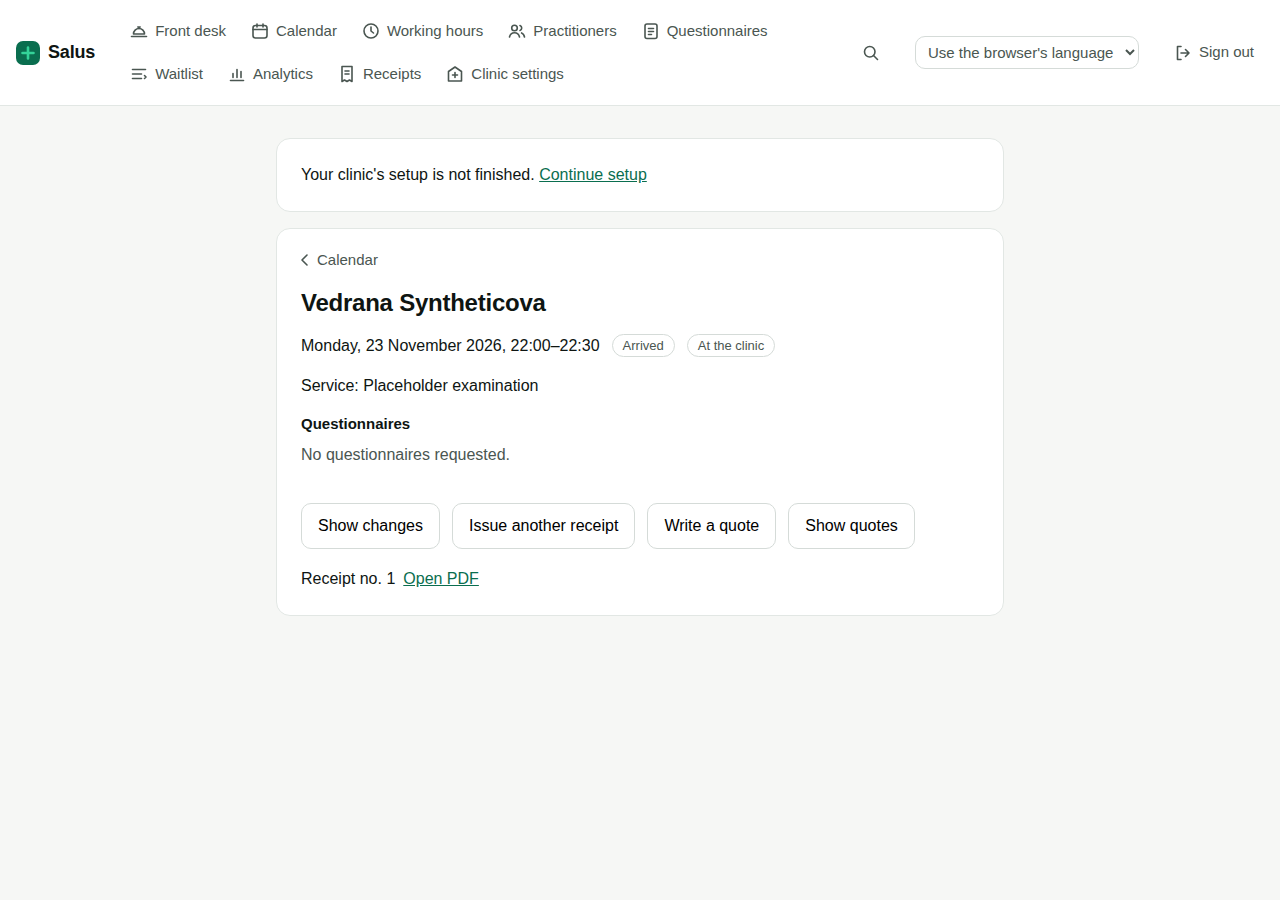 Salus
Front desk
Calendar
Working hours
Practitioners
Questionnaires
Waitlist
Analytics
Receipts
Clinic settings
Use the browser's language
Sign out
Your clinic's setup is not finished. Continue setup
Calendar
Vedrana Syntheticova
Monday, 23 November 2026, 22:00–22:30 Arrived At the clinic
Service: Placeholder examination
Questionnaires
No questionnaires requested.
Show changes Issue another receipt Write a quote Show quotes
Receipt no. 1 Open PDF